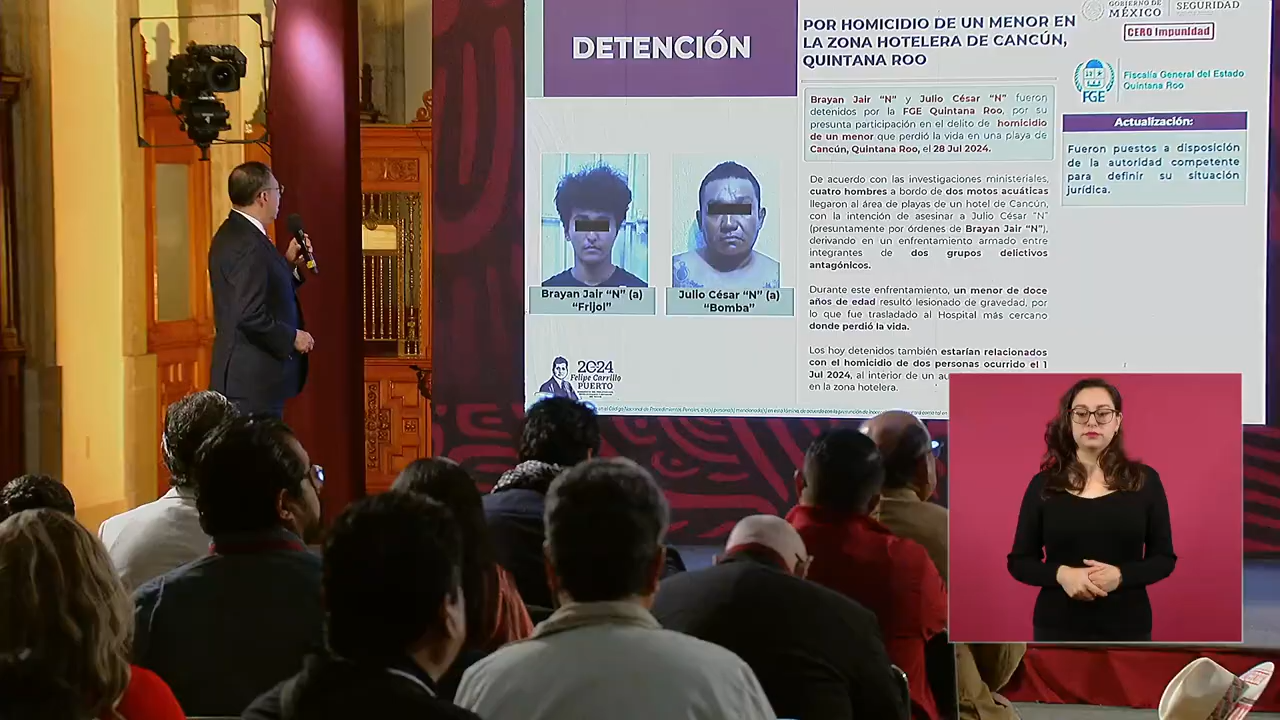 DETENCIÓN
POR HOMICIDIO DE UN MENOR EN
LA ZONA HOTELERA DE CANCÚN,
QUINTANA ROO
GOBIERNO DE
MÉXICO
SEGURIDAD
CERO Impunidad
FGE
Fiscalía General del Estado
Quintana Roo
Brayan Jair “N” y Julio César “N” fueron
detenidos por la FGE Quintana Roo, por su
presunta participación en el delito de homicidio
de un menor que perdió la vida en una playa de
Cancún, Quintana Roo, el 28 Jul 2024.
Actualización:
Fueron puestos a disposición
de la autoridad competente
para definir su situación
jurídica.
De acuerdo con las investigaciones ministeriales,
cuatro hombres a bordo de dos motos acuáticas
llegaron al área de playas de un hotel de Cancún,
con la intención de asesinar a Julio César “N”
(presuntamente por órdenes de Brayan Jair “N”),
derivando en un enfrentamiento armado entre
integrantes de dos grupos delictivos
antagónicos.
Durante este enfrentamiento, un menor de doce
años de edad resultó lesionado de gravedad, por
lo que fue trasladado al Hospital más cercano
donde perdió la vida.
Los hoy detenidos también estarían relacionados
con el homicidio de dos personas ocurrido el 1
Jul 2024, al interior de un
en la zona hotelera.
Brayan Jair “N” (a)
“Frijol”
Julio César “N” (a)
“Bomba”
2024
Felipe Carrillo
PUERTO